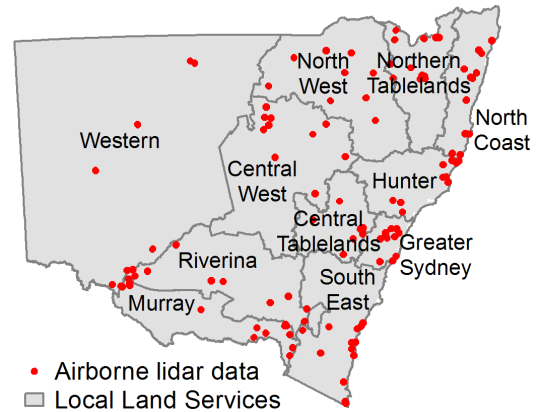 North
West
Northern
Tablelands
Western
North
Coast
Central
West
Hunter
Central
Tablelands
Greater
Sydney
Riverina
South
East
Murray
Airborne lidar data
Local Land Services